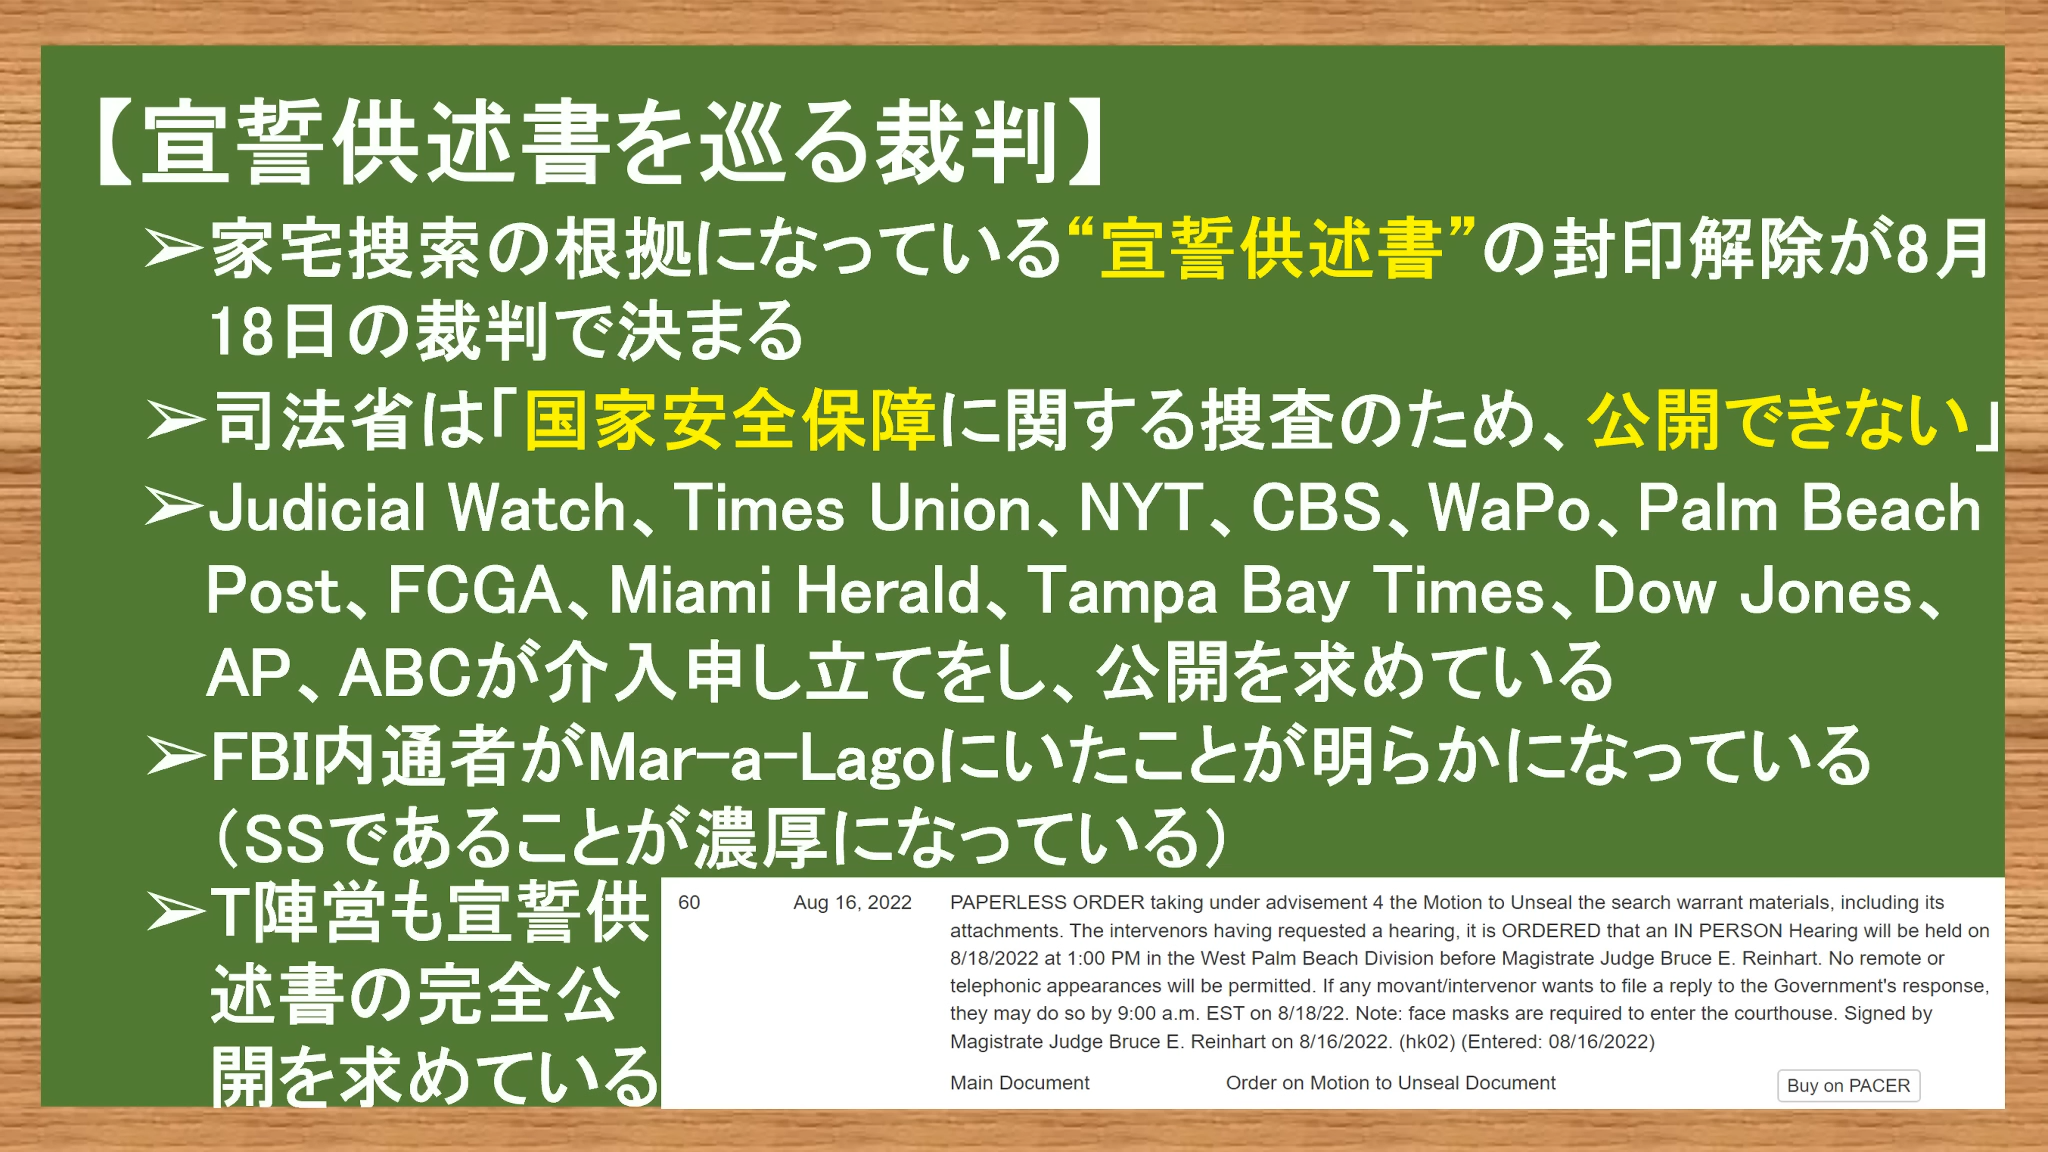 【宣誓供述書を巡る裁判】
➢家宅捜索の根拠になっている“宣誓供述書”の封印解除が8月
18日の裁判で決まる
➢司法省は「国家安全保障に関する捜査のため、公開できない」
➢Judicial Watch、Times Union、NYT、CBS、WaPo、Palm Beach
Post、FCGA、Miami Herald、Tampa Bay Times、Dow Jones、
AP、ABCが介入申し立てをし、公開を求めている
➢FBI内通者がMar-a-Lagoにいたことが明らかになっている
（SSであることが濃厚になっている）
➢T陣営も宣誓供
述書の完全公
開を求めている
60 Aug 16, 2022 PAPERLESS ORDER taking under advisement 4 the Motion to Unseal the search warrant materials, including its
attachments. The intervenors having requested a hearing, it is ORDERED that an IN PERSON Hearing will be held on
8/18/2022 at 1:00 PM in the West Palm Beach Division before Magistrate Judge Bruce E. Reinhart. No remote or
telephonic appearances will be permitted. If any movant/intervenor wants to file a reply to the Government's response,
they may do so by 9:00 a.m. EST on 8/18/22. Note: face masks are required to enter the courthouse. Signed by
Magistrate Judge Bruce E. Reinhart on 8/16/2022. (hk02) (Entered: 08/16/2022)
Main Document Order on Motion to Unseal Document Buy on PACER